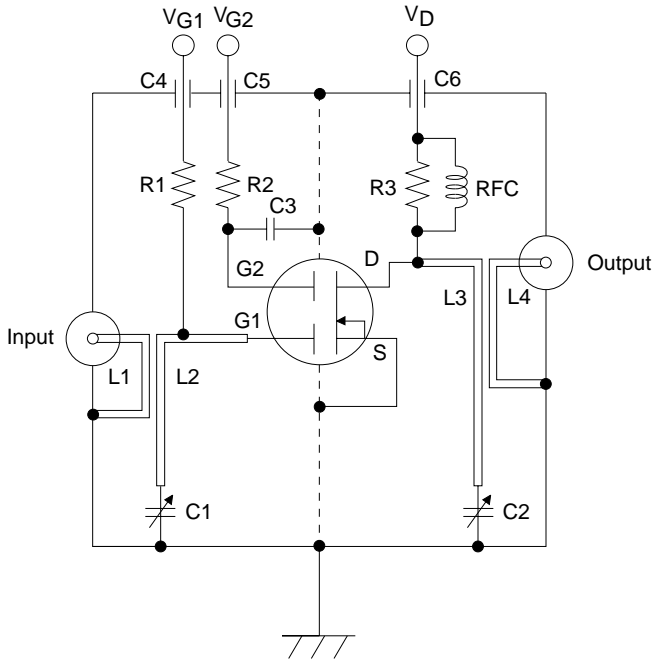 VG1
VG2
VD
C4
C5
C6
R1
R2
C3
R3
RFC
G2
D
Output
L3
L4
Input
G1
S
L1
L2
C1
C2